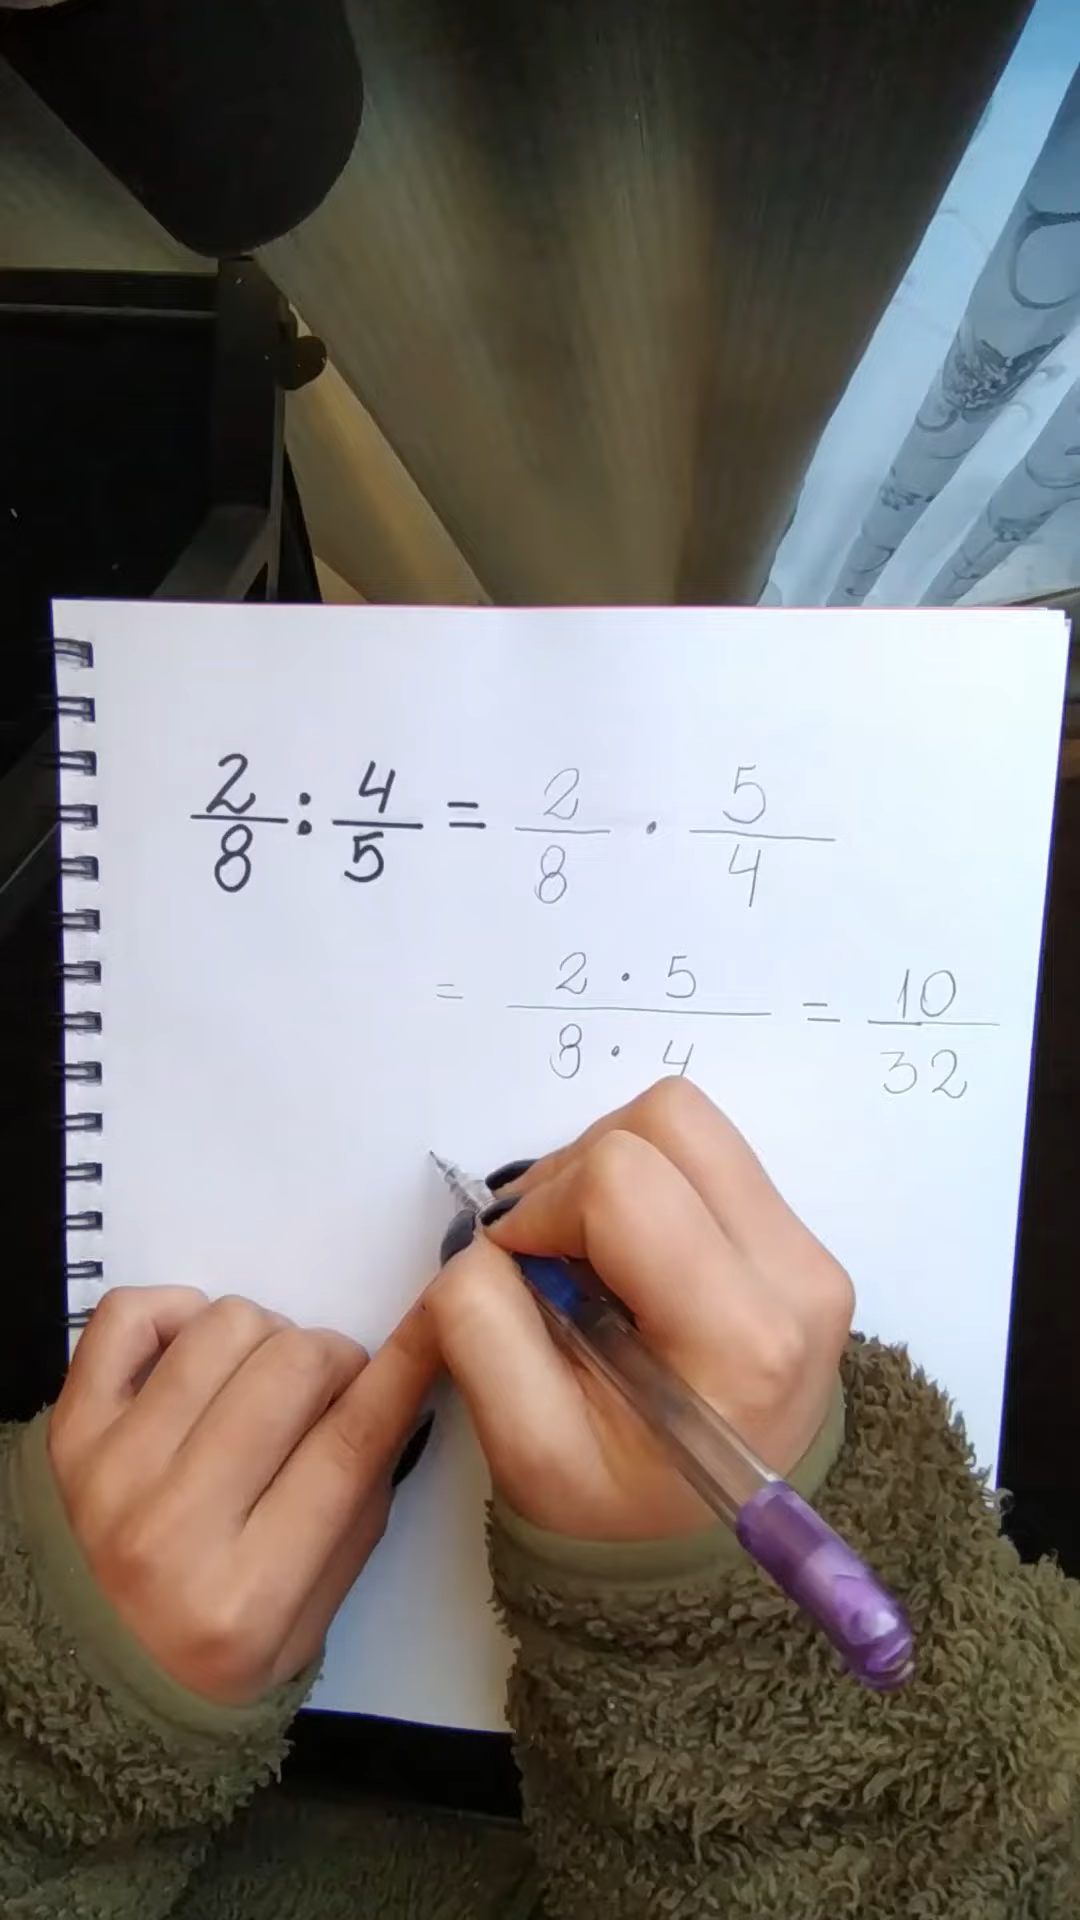 2/8 : 4/5 = 2/8 · 5/4
= 2 · 5 / 8 · 4 = 10/32